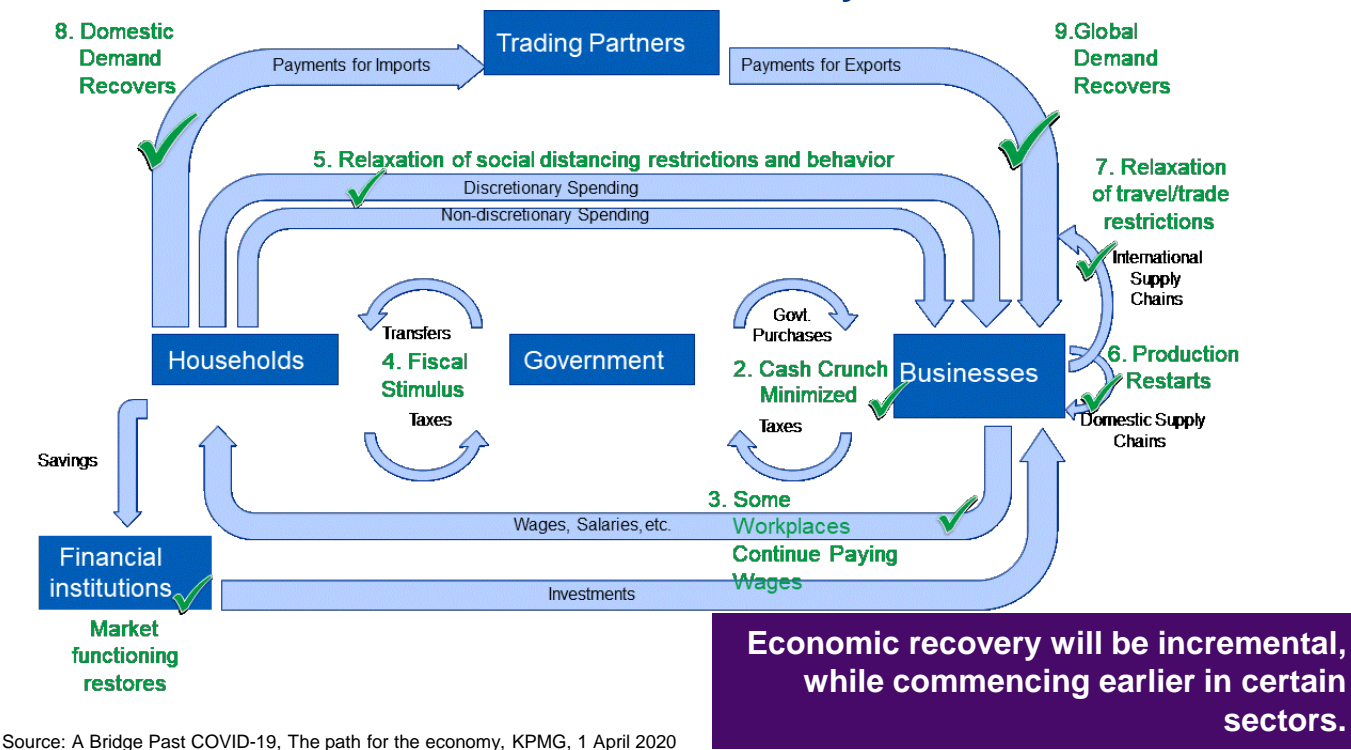 8. Domestic
Demand
Recovers
Trading Partners
9.Global
Demand
Recovers
Payments for Imports
Payments for Exports
5. Relaxation of social distancing restrictions and behavior
Discretionary Spending
Non-discretionary Spending
7. Relaxation
of travel/trade
restrictions
International
Supply
Chains
Households
Transfers
4. Fiscal
Stimulus
Taxes
Government
Govt.
Purchases
2. Cash Crunch
Minimized
Taxes
Businesses
6. Production
Restarts
Domestic Supply
Chains
Savings
Wages, Salaries, etc.
3. Some
Workplaces
Continue Paying
Wages
Financial
institutions
Investments
Market
functioning
restores
Economic recovery will be incremental,
while commencing earlier in certain
sectors.
Source: A Bridge Past COVID-19, The path for the economy, KPMG, 1 April 2020